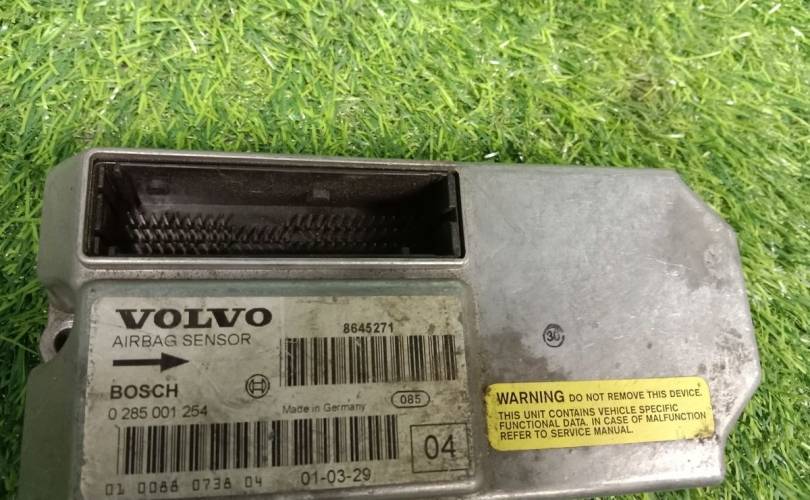 VOLVO
AIRBAG SENSOR
8645271
BOSCH
0 285 001 254
Made in Germany
085
01 0088 0738 04
01-03-29
04
30
WARNING DO NOT REMOVE THIS DEVICE.
THIS UNIT CONTAINS VEHICLE SPECIFIC
FUNCTIONAL DATA. IN CASE OF MALFUNCTION
REFER TO SERVICE MANUAL.